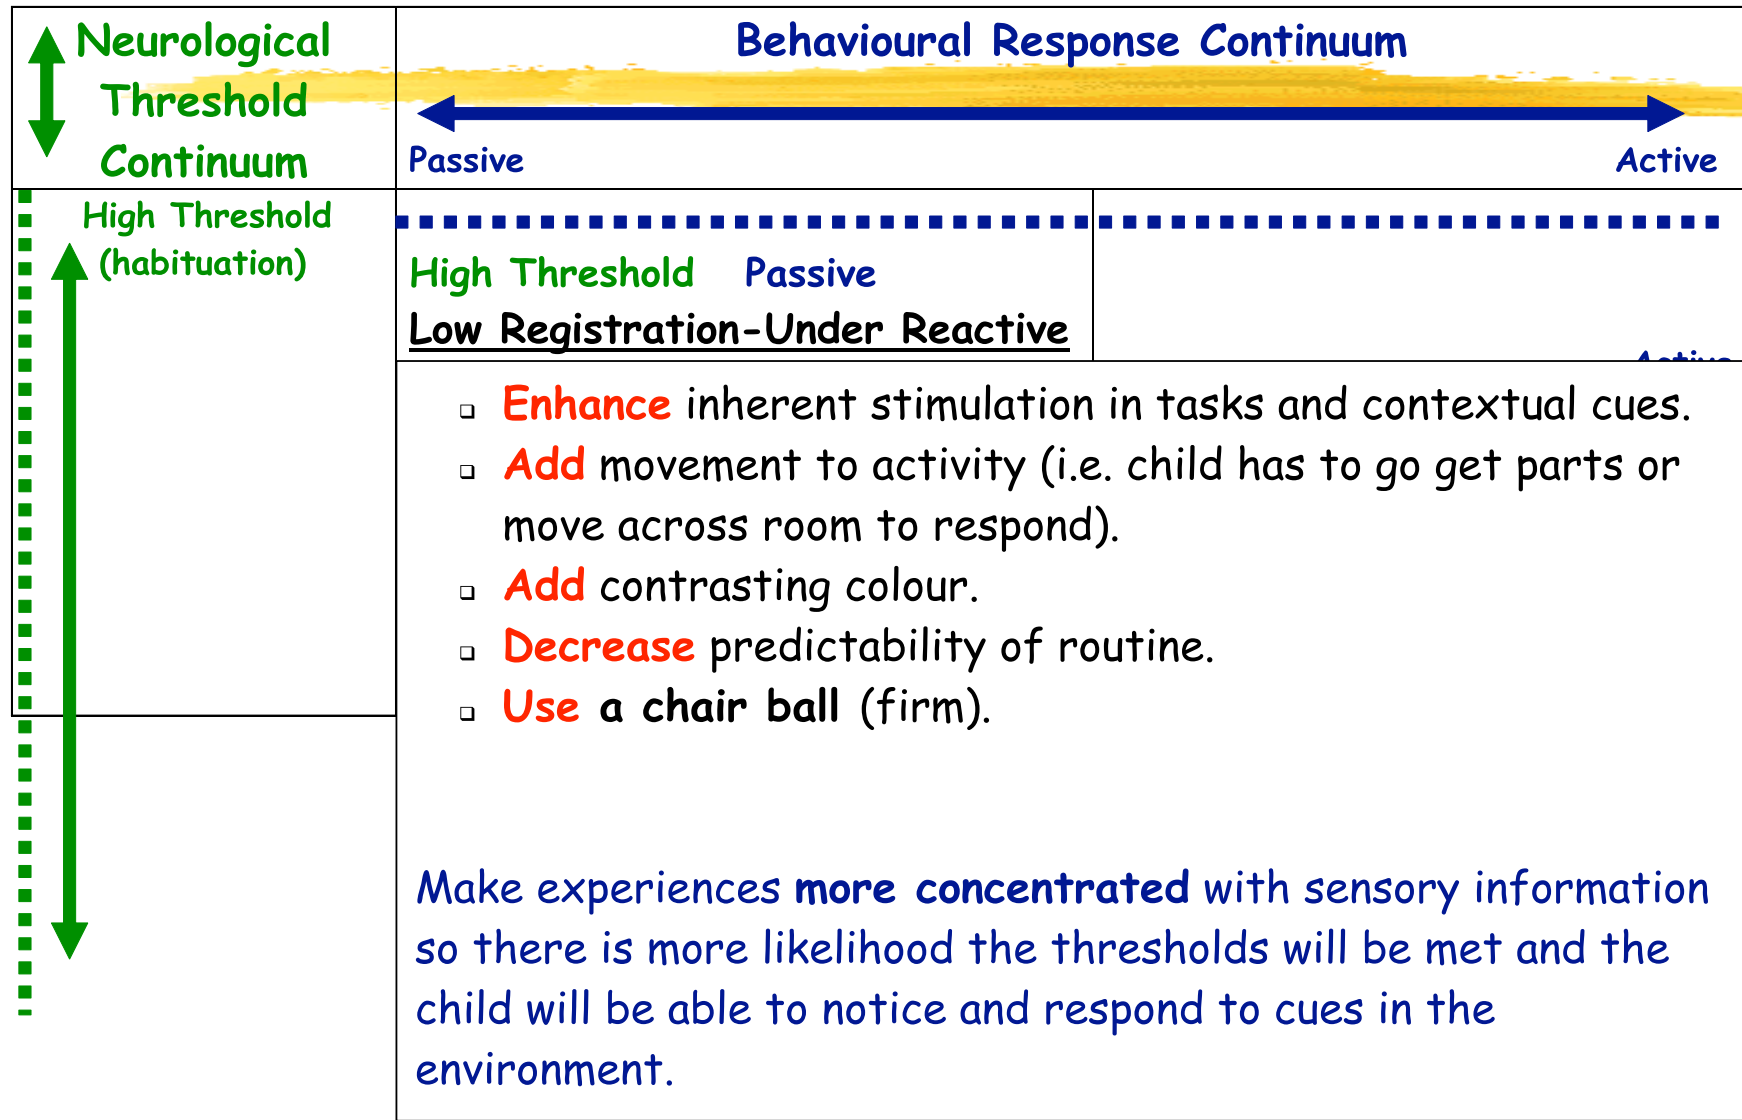 Neurological
Threshold
Continuum
Behavioural Response Continuum
Passive
Active
High Threshold
(habituation)
High Threshold Passive
Low Registration-Under Reactive
Active
❑ Enhance inherent stimulation in tasks and contextual cues.
❑ Add movement to activity (i.e. child has to go get parts or
move across room to respond).
❑ Add contrasting colour.
❑ Decrease predictability of routine.
❑ Use a chair ball (firm).
Make experiences more concentrated with sensory information
so there is more likelihood the thresholds will be met and the
child will be able to notice and respond to cues in the
environment.